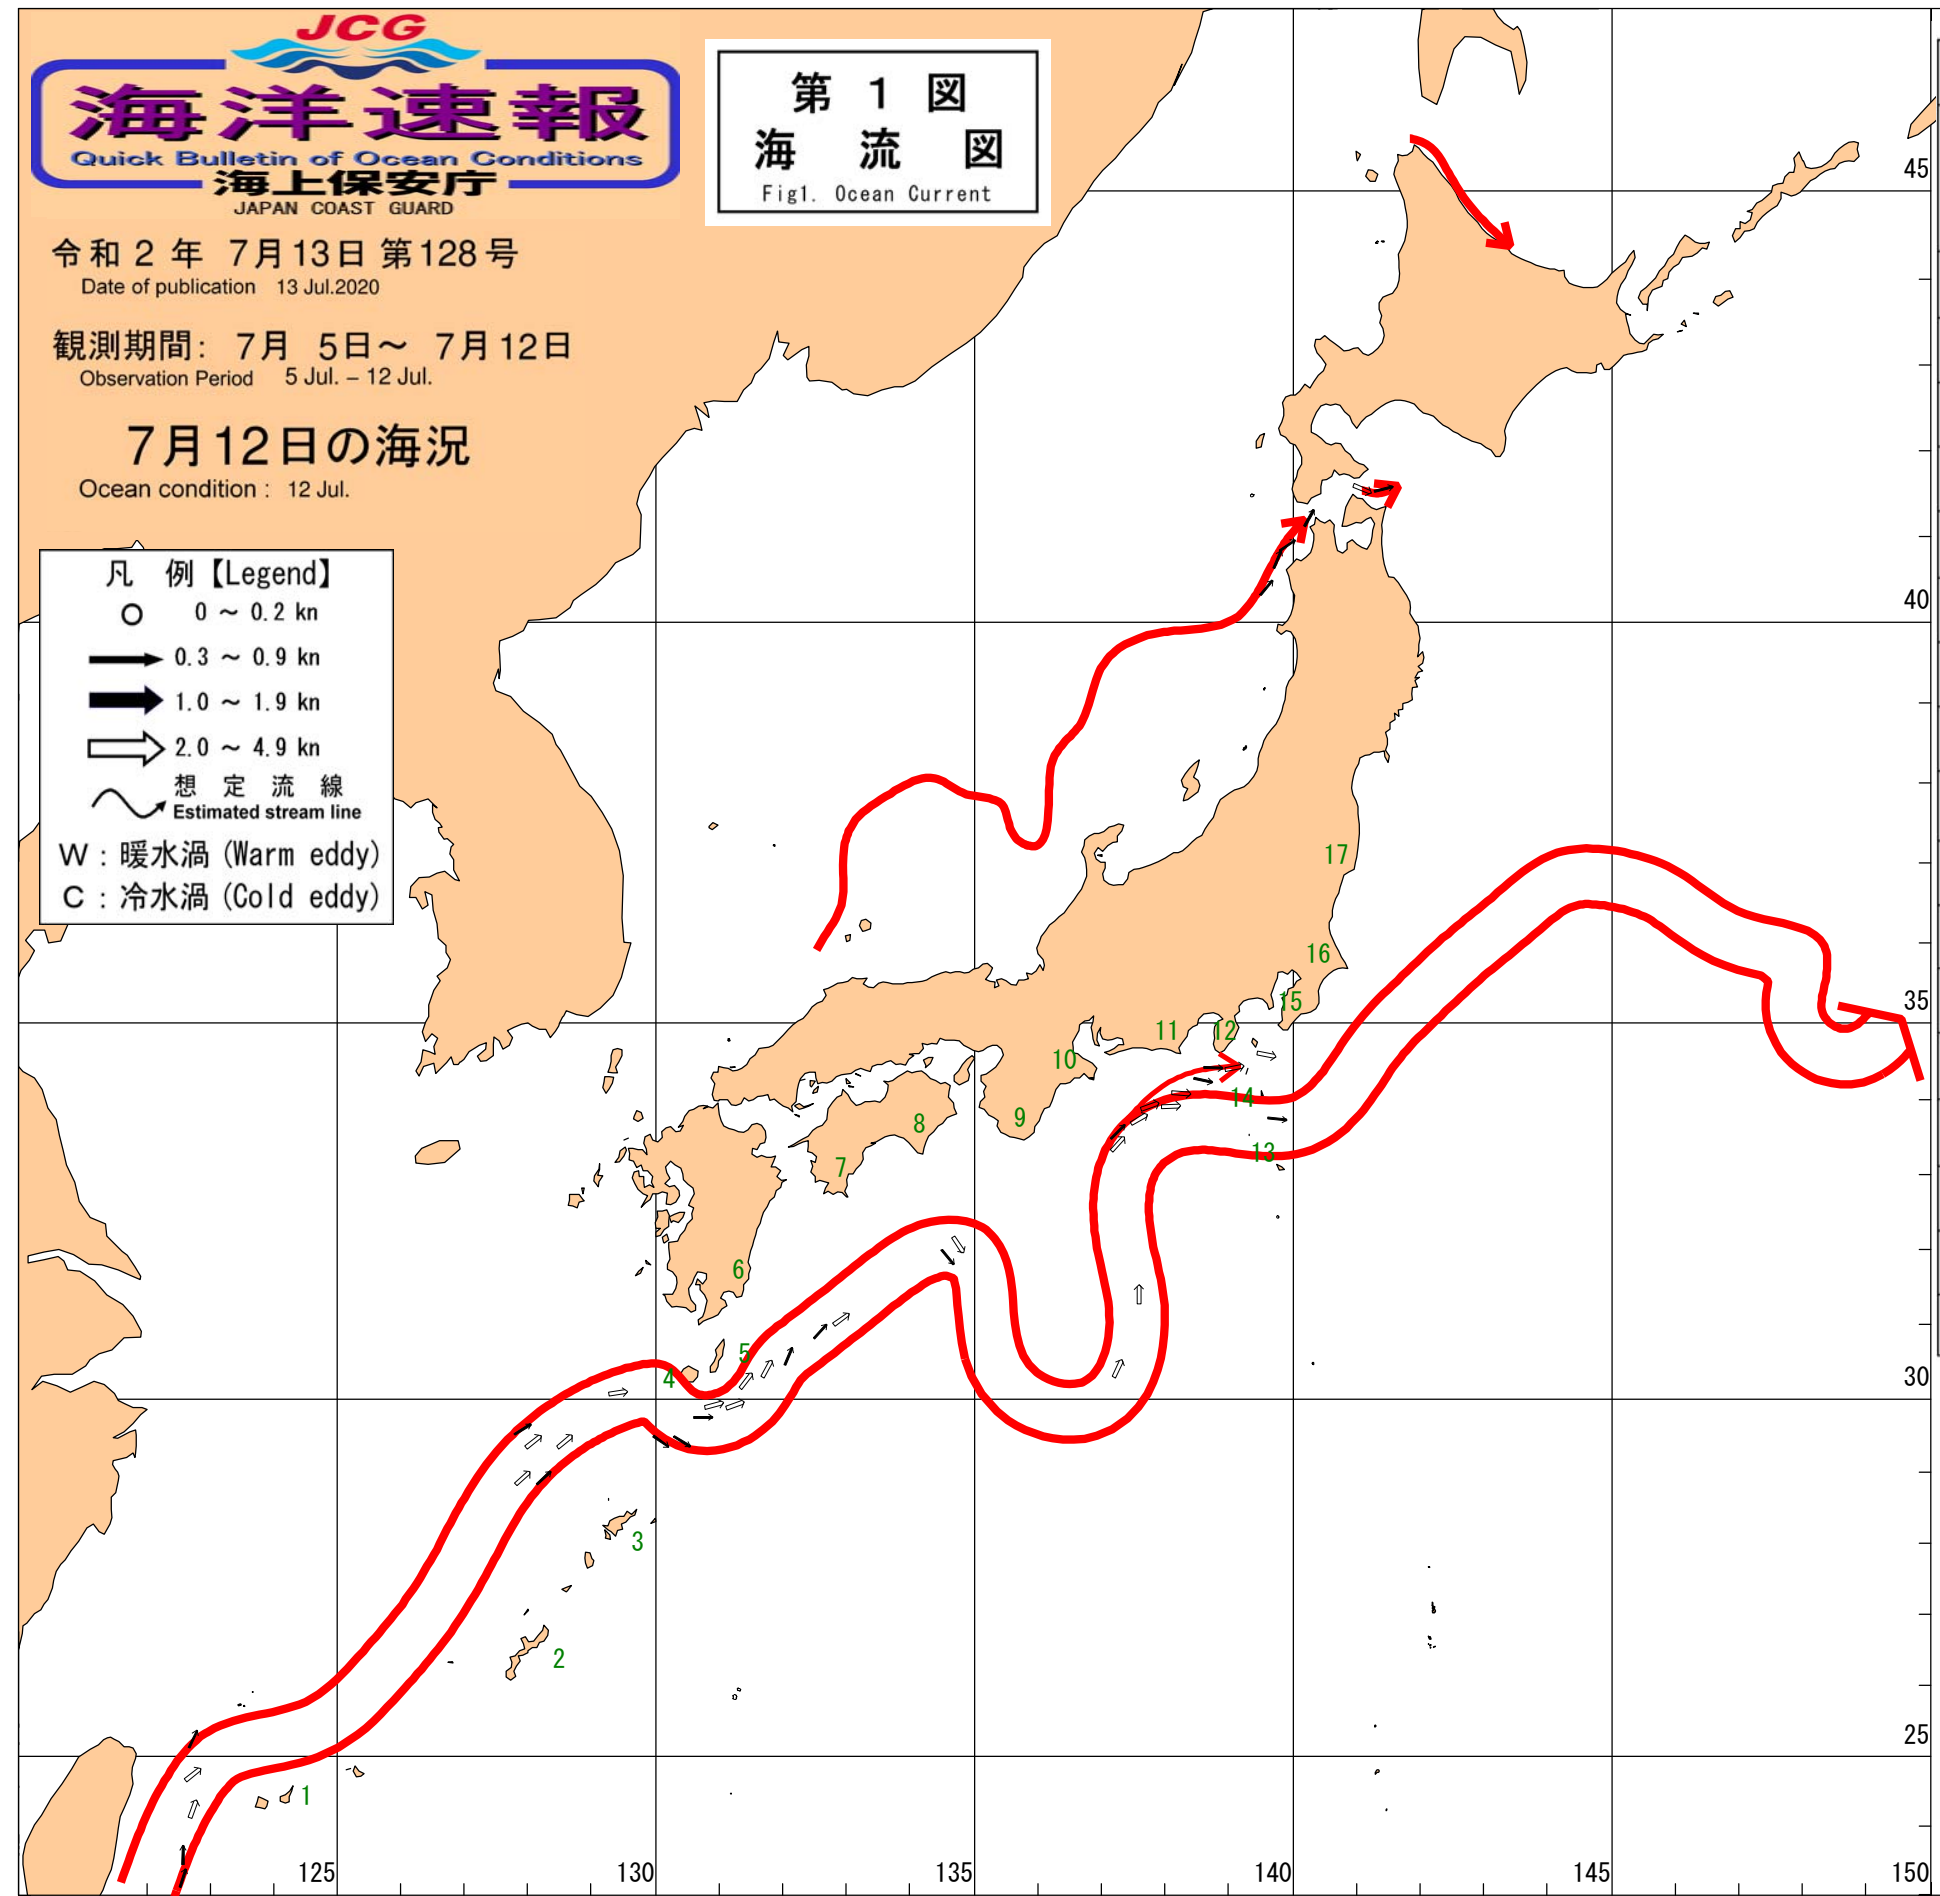 JCG
海洋速報
Quick Bulletin of Ocean Conditions
海上保安庁
JAPAN COAST GUARD
第 1 図
海 流 図
Fig1. Ocean Current
令和 2 年 7月13日 第128号
Date of publication 13 Jul.2020
観測期間: 7月 5日～ 7月12日
Observation Period 5 Jul. – 12 Jul.
7月12日の海況
Ocean condition : 12 Jul.
凡 例【Legend】
0 ～ 0.2 kn
0.3 ～ 0.9 kn
1.0 ～ 1.9 kn
2.0 ～ 4.9 kn
想 定 流 線
Estimated stream line
W : 暖水渦 (Warm eddy)
C : 冷水渦 (Cold eddy)
45
40
35
30
25
17
16
15
12
11
10
14
13
9
8
7
6
5
4
3
2
1
125
130
135
140
145
150